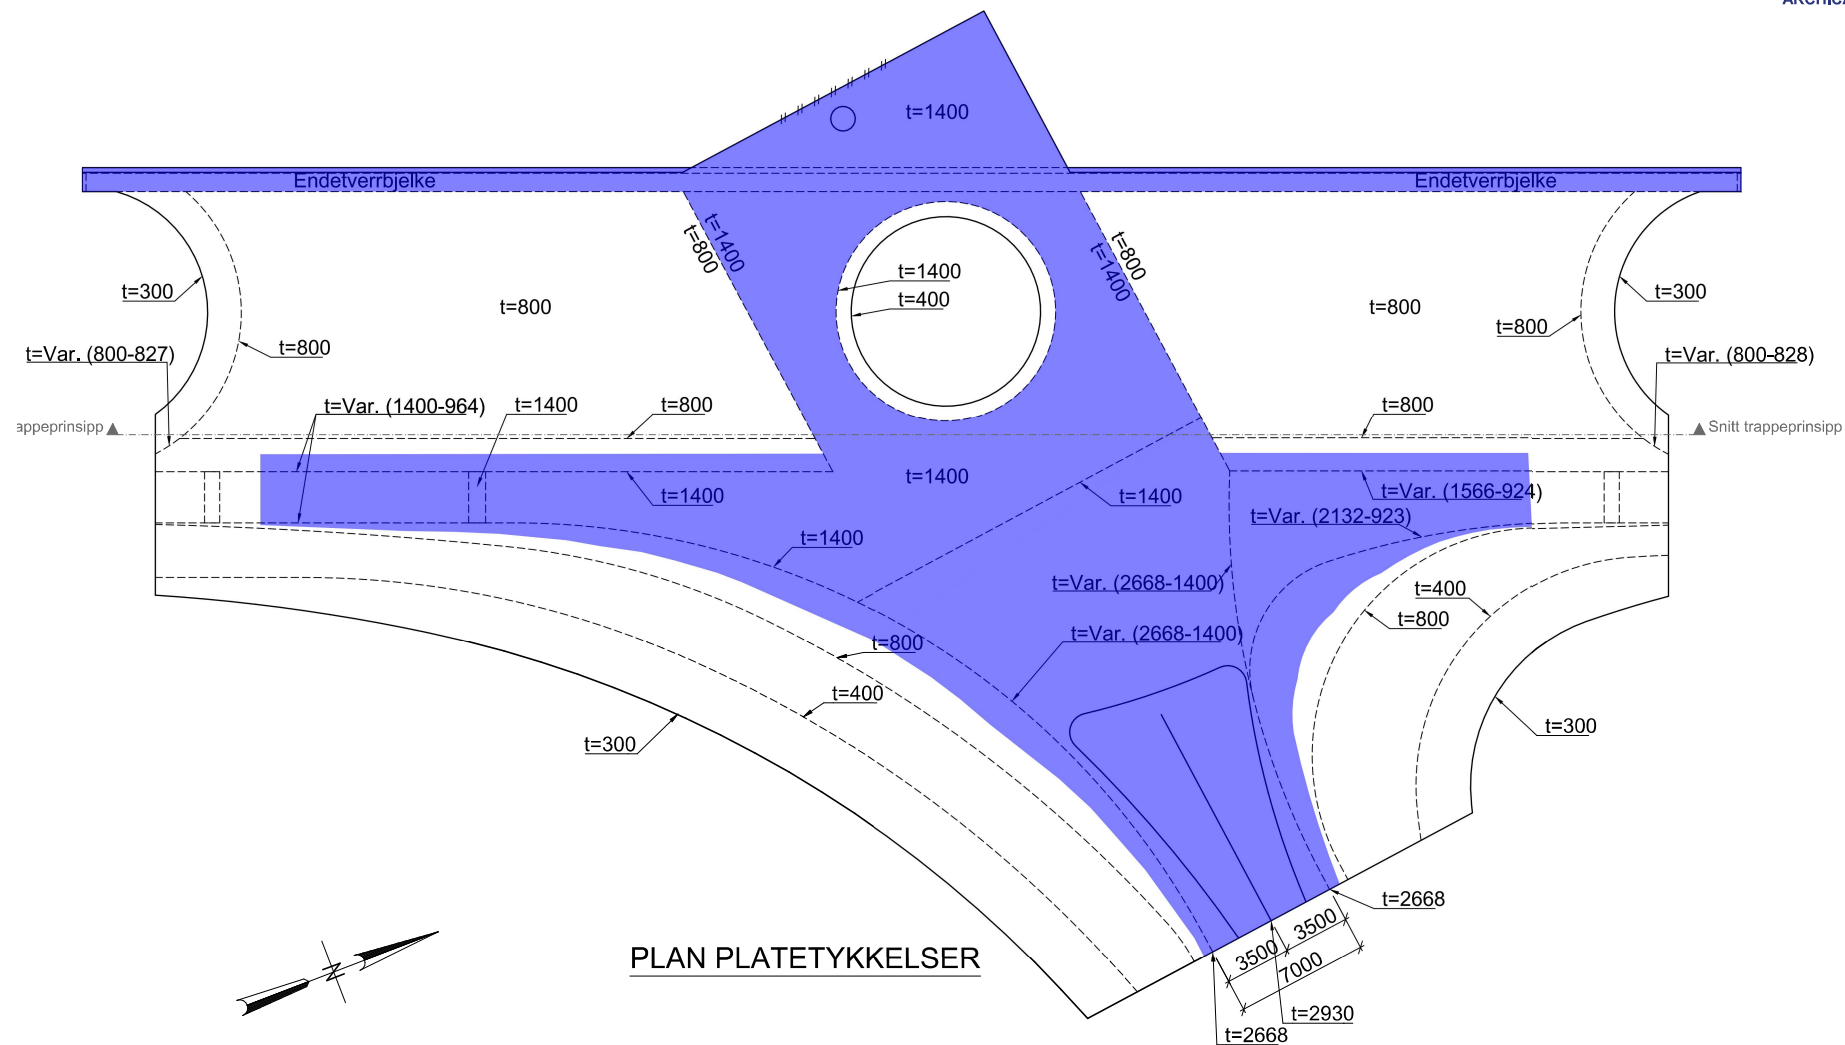 t=1400
Endetverrbjelke
Endetverrbjelke
t=1400
t=800
t=800
t=1400
t=1400
t=400
t=300
t=800
t=800
t=300
t=800
t=800
t=Var. (800-827)
t=Var. (800-828)
t=Var. (1400-964)
t=1400
t=800
t=800
appeprinsipp
Snitt trappeprinsipp
t=1400
t=1400
t=1400
t=Var. (1566-924)
t=Var. (2132-923)
t=1400
t=Var. (2668-1400)
t=400
t=800
t=Var. (2668-1400)
t=800
t=400
t=300
t=300
t=2668
3500
3500
7000
N
PLAN PLATETYKKELSER
t=2930
t=2668